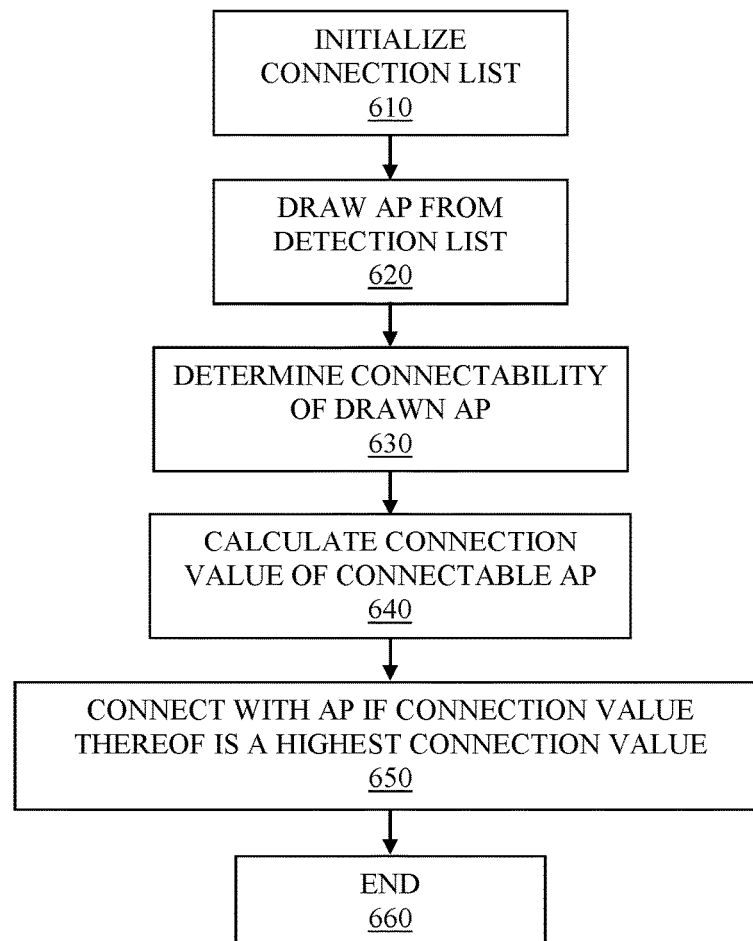 INITIALIZE
CONNECTION LIST
610
DRAW AP FROM
DETECTION LIST
620
DETERMINE CONNECTABILITY
OF DRAWN AP
630
CALCULATE CONNECTION
VALUE OF CONNECTABLE AP
640
CONNECT WITH AP IF CONNECTION VALUE
THEREOF IS A HIGHEST CONNECTION VALUE
650
END
660